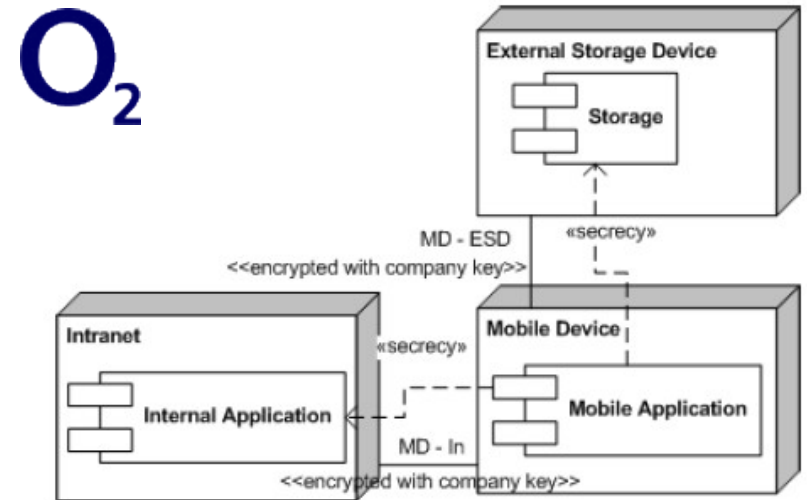 O2
External Storage Device
Storage
MD - ESD
«secrecy»
<<encrypted with company key>>
Intranet
«secrecy»
Mobile Device
Internal Application
Mobile Application
MD - In
<<encrypted with company key>>